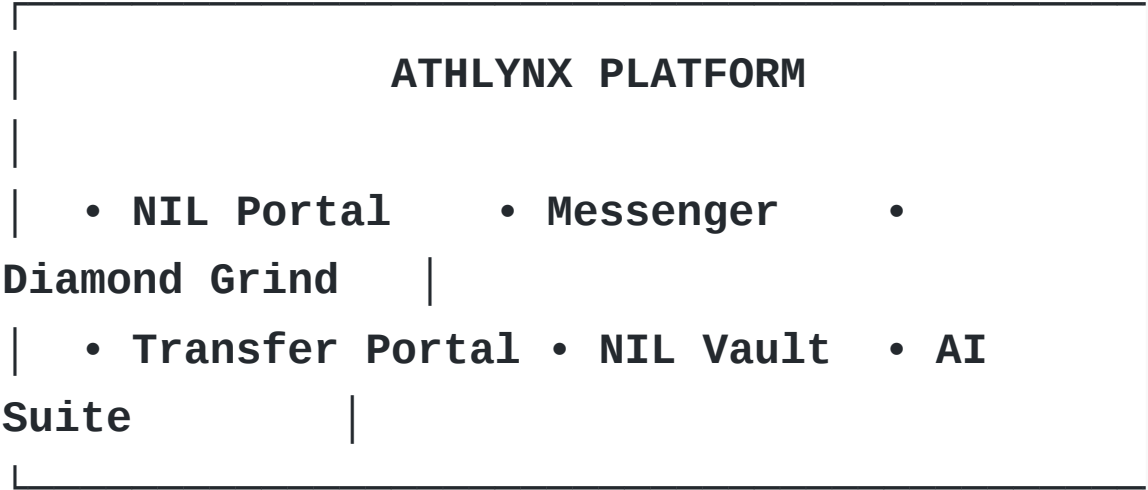 ATHLYNX PLATFORM
• NIL Portal • Messenger •
Diamond Grind
• Transfer Portal • NIL Vault • AI
Suite